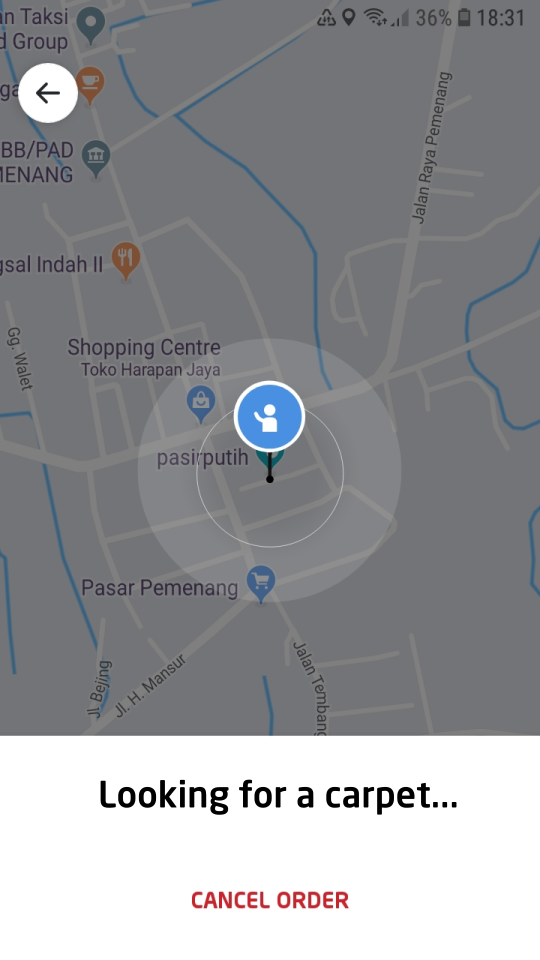 an Taksi
d Group
36% 18:31
ga
BB/PAD
MENANG
Jalan Raya Pemenang
gsal Indah II
Gg. Walet
Shopping Centre
Toko Harapan Jaya
pasirputih
Pasar Pemenang
Jl. Bejing
Jl. H. Mansur
Jalan Tembang
Looking for a carpet...
CANCEL ORDER